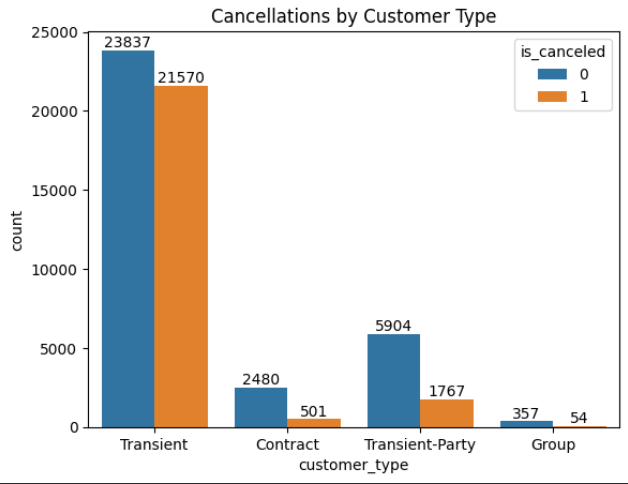 Cancellations by Customer Type
25000
20000
15000
10000
5000
0
count
23837
21570
2480
501
5904
1767
357
54
is_canceled
0
1
Transient
Contract
Transient-Party
Group
customer_type